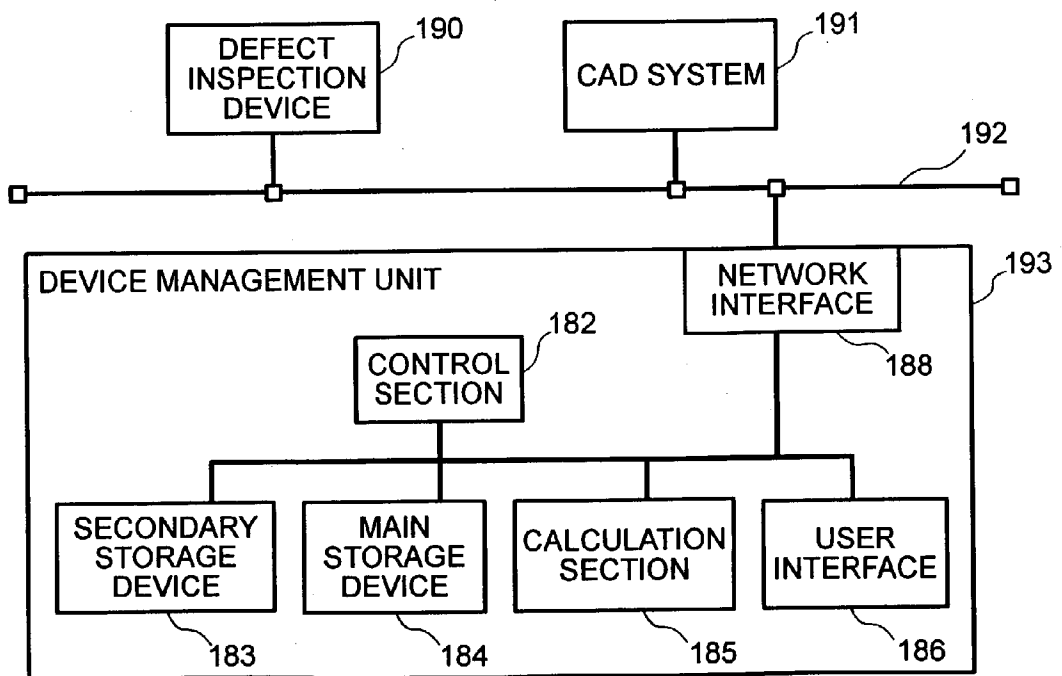 190
DEFECT
INSPECTION
DEVICE
191
CAD SYSTEM
192
DEVICE MANAGEMENT UNIT
NETWORK
INTERFACE
193
188
182
CONTROL
SECTION
SECONDARY
STORAGE
DEVICE
MAIN
STORAGE
DEVICE
CALCULATION
SECTION
USER
INTERFACE
183
184
185
186